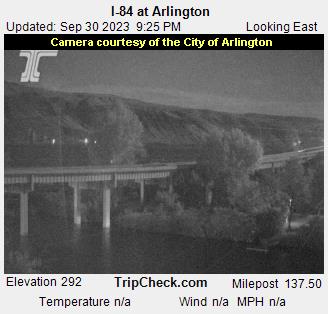 I-84 at Arlington
Updated: Sep 30 2023 9:25 PM Looking East
Camera courtesy of the City of Arlington
Elevation 292 TripCheck.com Milepost 137.50
Temperature n/a Wind n/a MPH n/a